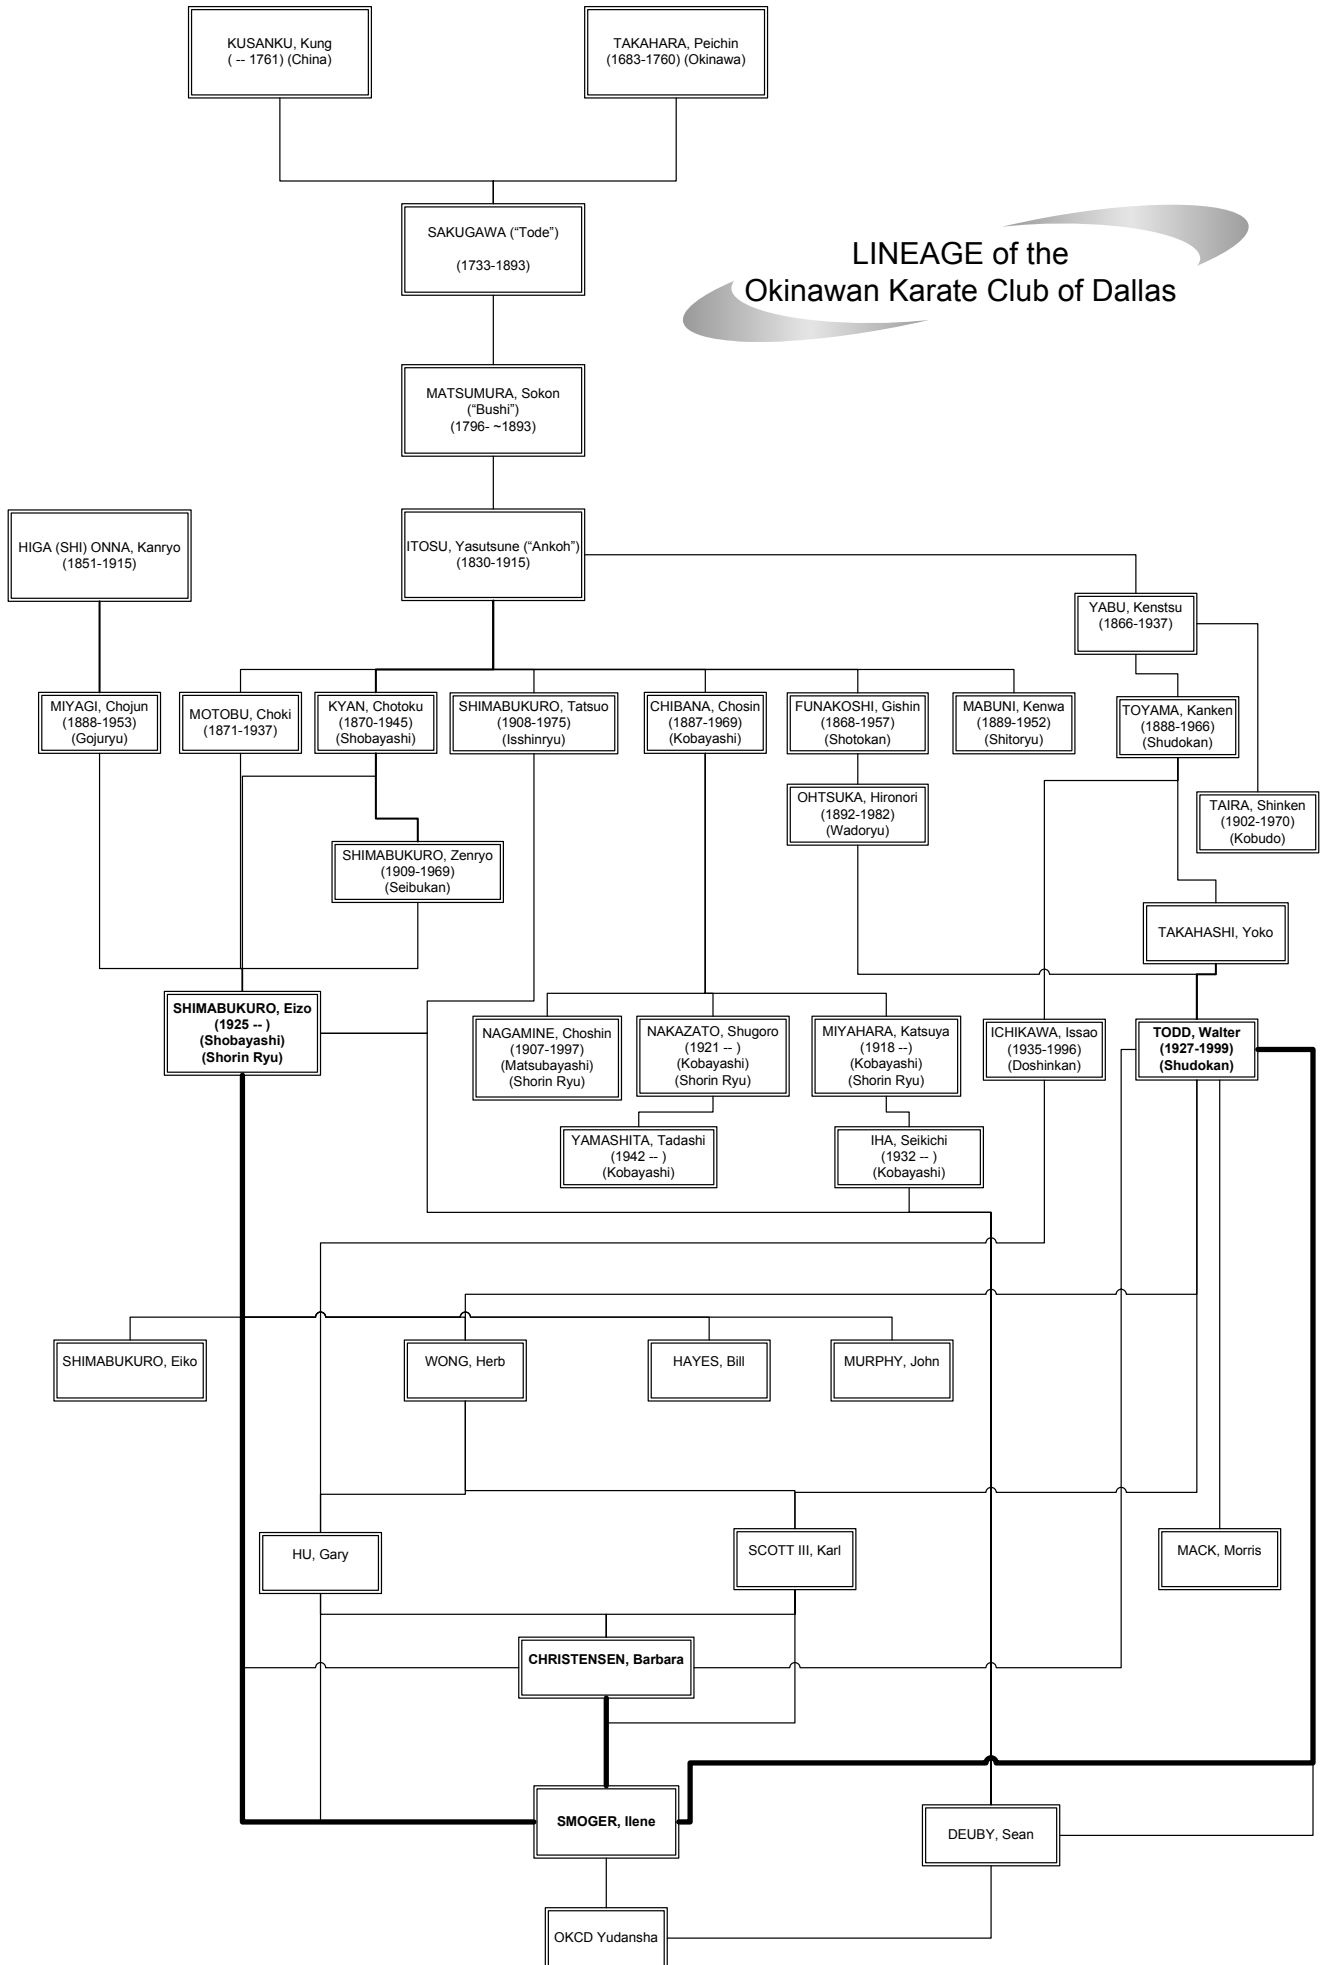 KUSANKU, Kung
( -- 1761) (China)
TAKAHARA, Peichin
(1683-1760) (Okinawa)
SAKUGAWA (“Tode”)
(1733-1893)
LINEAGE of the
Okinawan Karate Club of Dallas
MATSUMURA, Sokon
(“Bushi”)
(1796- ~1893)
HIGA (SHI) ONNA, Kanryo
(1851-1915)
ITOSU, Yasutsune (“Ankoh”)
(1830-1915)
YABU, Kenstsu
(1866-1937)
MIYAGI, Chojun
(1888-1953)
(Gojuryu)
MOTOBU, Choki
(1871-1937)
KYAN, Chotoku
(1870-1945)
(Shobayashi)
SHIMABUKURO, Tatsuo
(1908-1975)
(Isshinryu)
CHIBANA, Chosin
(1887-1969)
(Kobayashi)
FUNAKOSHI, Gishin
(1868-1957)
(Shotokan)
MABUNI, Kenwa
(1889-1952)
(Shitoryu)
TOYAMA, Kanken
(1888-1966)
(Shudokan)
OHTSUKA, Hironori
(1892-1982)
(Wadoryu)
TAIRA, Shinken
(1902-1970)
(Kobudo)
SHIMABUKURO, Zenryo
(1909-1969)
(Seibukan)
TAKAHASHI, Yoko
SHIMABUKURO, Eizo
(1925 -- )
(Shobayashi)
(Shorin Ryu)
NAGAMINE, Choshin
(1907-1997)
(Matsubayashi)
(Shorin Ryu)
NAKAZATO, Shugoro
(1921 -- )
(Kobayashi)
(Shorin Ryu)
MIYAHARA, Katsuya
(1918 --)
(Kobayashi)
(Shorin Ryu)
ICHIKAWA, Issao
(1935-1996)
(Doshinkan)
TODD, Walter
(1927-1999)
(Shudokan)
YAMASHITA, Tadashi
(1942 -- )
(Kobayashi)
IHA, Seikichi
(1932 -- )
(Kobayashi)
SHIMABUKURO, Eiko
WONG, Herb
HAYES, Bill
MURPHY, John
HU, Gary
SCOTT III, Karl
MACK, Morris
CHRISTENSEN, Barbara
SMOGER, Ilene
DEUBY, Sean
OKCD Yudansha